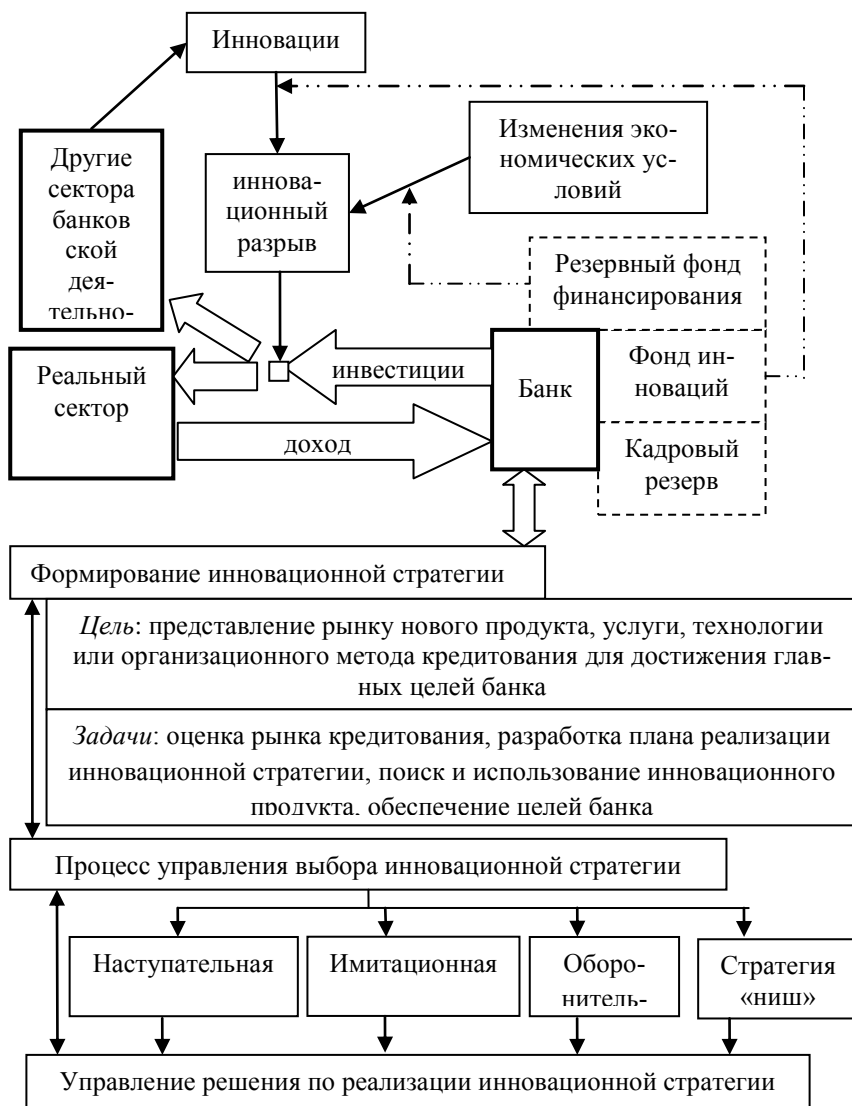 Инновации
Изменения эко-
номических ус-
ловий
Другие
сектора
банков
ской
дея-
тельно-
иннова-
ционный
разрыв
Резервный фонд
финансирования
Реальный
сектор
инвестиции
Банк
Фонд ин-
новаций
доход
Кадровый
резерв
Формирование инновационной стратегии
Цель: представление рынку нового продукта, услуги, технологии
или организационного метода кредитования для достижения глав-
ных целей банка
Задачи: оценка рынка кредитования, разработка плана реализации
инновационной стратегии, поиск и использование инновационного
продукта, обеспечение целей банка
Процесс управления выбора инновационной стратегии
Наступательная
Имитационная
Оборо-
нитель-
Стратегия
«ниш»
Управление решения по реализации инновационной стратегии